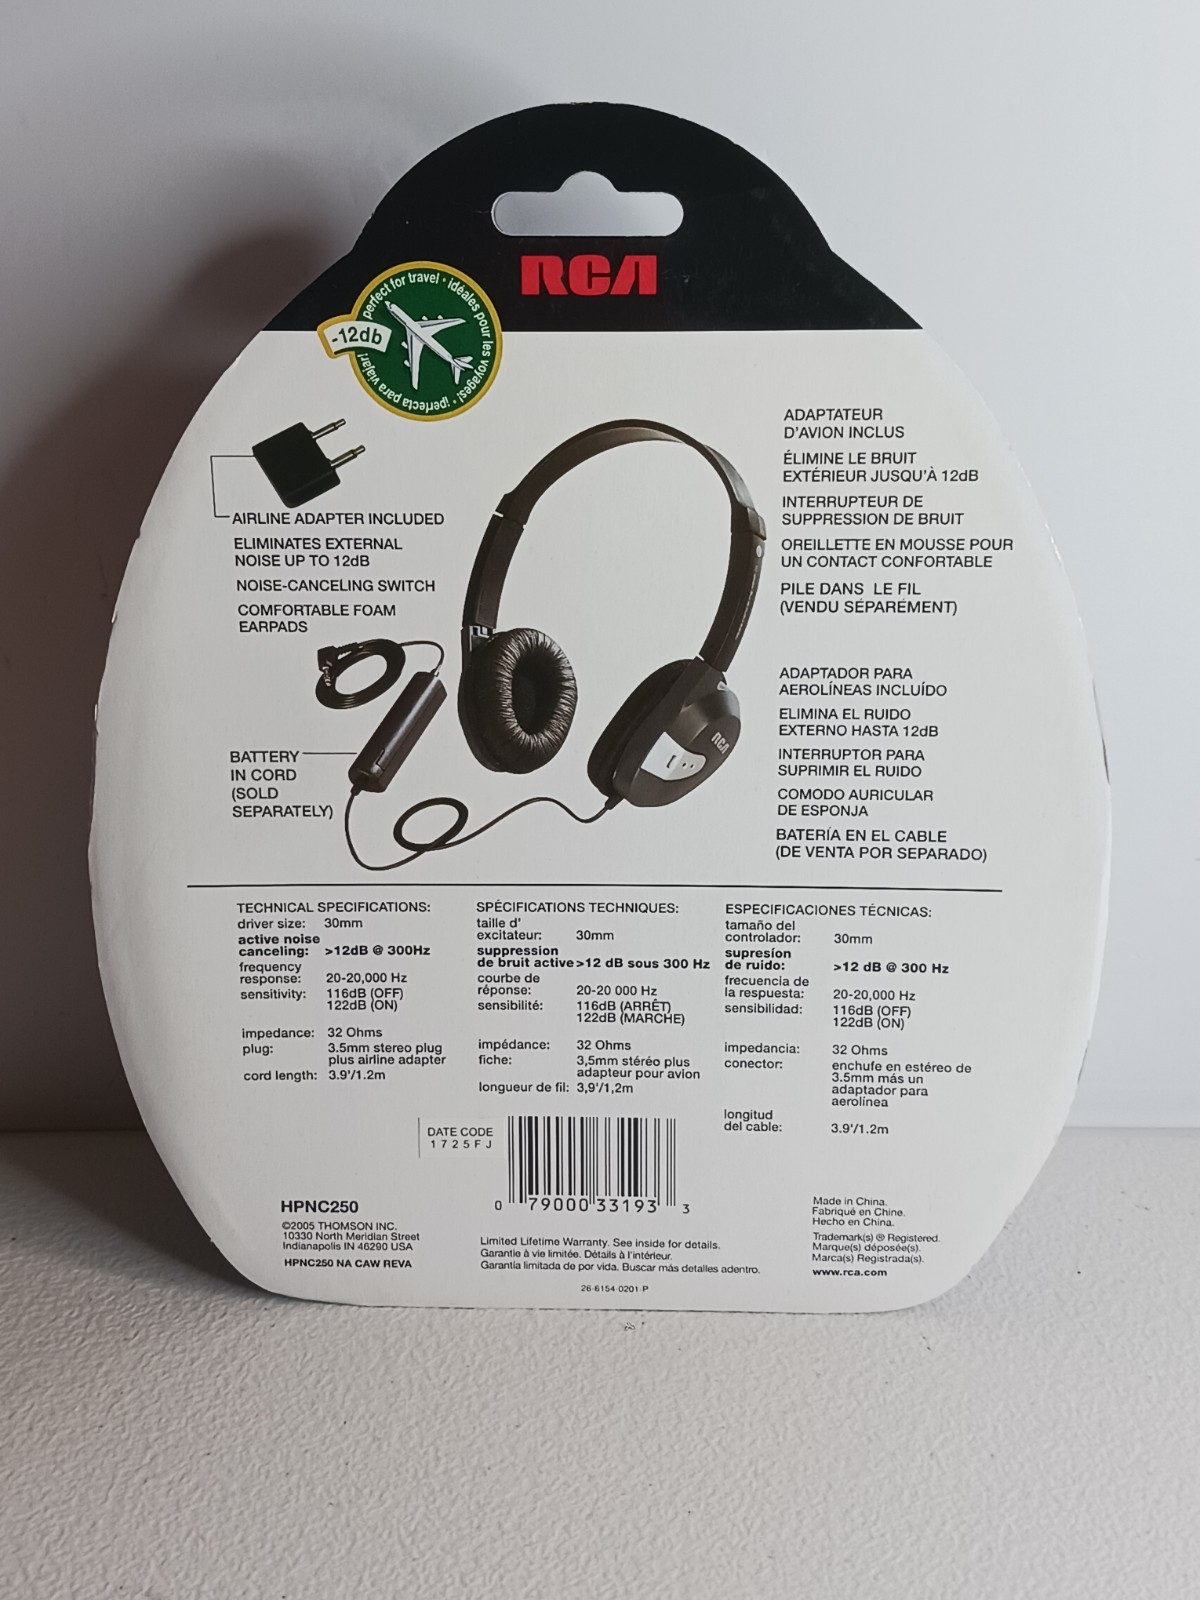 RCA
perfect for travel • idéales pour les voyages! • ¡perfecta para viajar!
-12db
AIRLINE ADAPTER INCLUDED
ELIMINATES EXTERNAL
NOISE UP TO 12dB
NOISE-CANCELING SWITCH
COMFORTABLE FOAM
EARPADS
BATTERY
IN CORD
(SOLD
SEPARATELY)
RCA
ADAPTATEUR
D'AVION INCLUS
ÉLIMINE LE BRUIT
EXTÉRIEUR JUSQU'À 12dB
INTERRUPTEUR DE
SUPPRESSION DE BRUIT
OREILLETTE EN MOUSSE POUR
UN CONTACT CONFORTABLE
PILE DANS LE FIL
(VENDU SÉPARÉMENT)
ADAPTADOR PARA
AEROLÍNEAS INCLUÍDO
ELIMINA EL RUIDO
EXTERNO HASTA 12dB
INTERRUPTOR PARA
SUPRIMIR EL RUIDO
COMODO AURICULAR
DE ESPONJA
BATERÍA EN EL CABLE
(DE VENTA POR SEPARADO)
TECHNICAL SPECIFICATIONS:
driver size: 30mm
active noise
canceling: >12dB @ 300Hz
frequency
response: 20-20,000 Hz
sensitivity: 116dB (OFF)
122dB (ON)
impedance: 32 Ohms
plug: 3.5mm stereo plug
plus airline adapter
cord length: 3.9'/1.2m
SPÉCIFICATIONS TECHNIQUES:
taille d'
excitateur: 30mm
suppression
de bruit active >12 dB sous 300 Hz
courbe de
réponse: 20-20 000 Hz
sensibilité: 116dB (ARRÊT)
122dB (MARCHE)
impédance: 32 Ohms
fiche: 3,5mm stéréo plus
adapteur pour avion
longueur de fil: 3,9'/1,2m
ESPECIFICACIONES TÉCNICAS:
tamaño del
controlador: 30mm
supresíon
de ruido: >12 dB @ 300 Hz
frecuencia de
la respuesta: 20-20,000 Hz
sensibilidad: 116dB (OFF)
122dB (ON)
impedancia: 32 Ohms
conector: enchufe en estéreo de
3.5mm más un
adaptador para
aerolínea
longitud
del cable: 3.9'/1.2m
DATE CODE
1725FJ
0 79000 33193 3
HPNC250
©2005 THOMSON INC.
10330 North Meridian Street
Indianapolis IN 46290 USA
HPNC250 NA CAW REVA
Limited Lifetime Warranty. See inside for details.
Garantie à vie limitée. Détails à l'intérieur.
Garantía limitada de por vida. Buscar más detalles adentro.
26-6154-0201-P
Made in China.
Fabriqué en Chine.
Hecho en China.
Trademark(s) ® Registered.
Marque(s) déposée(s).
Marca(s) Registrada(s).
www.rca.com